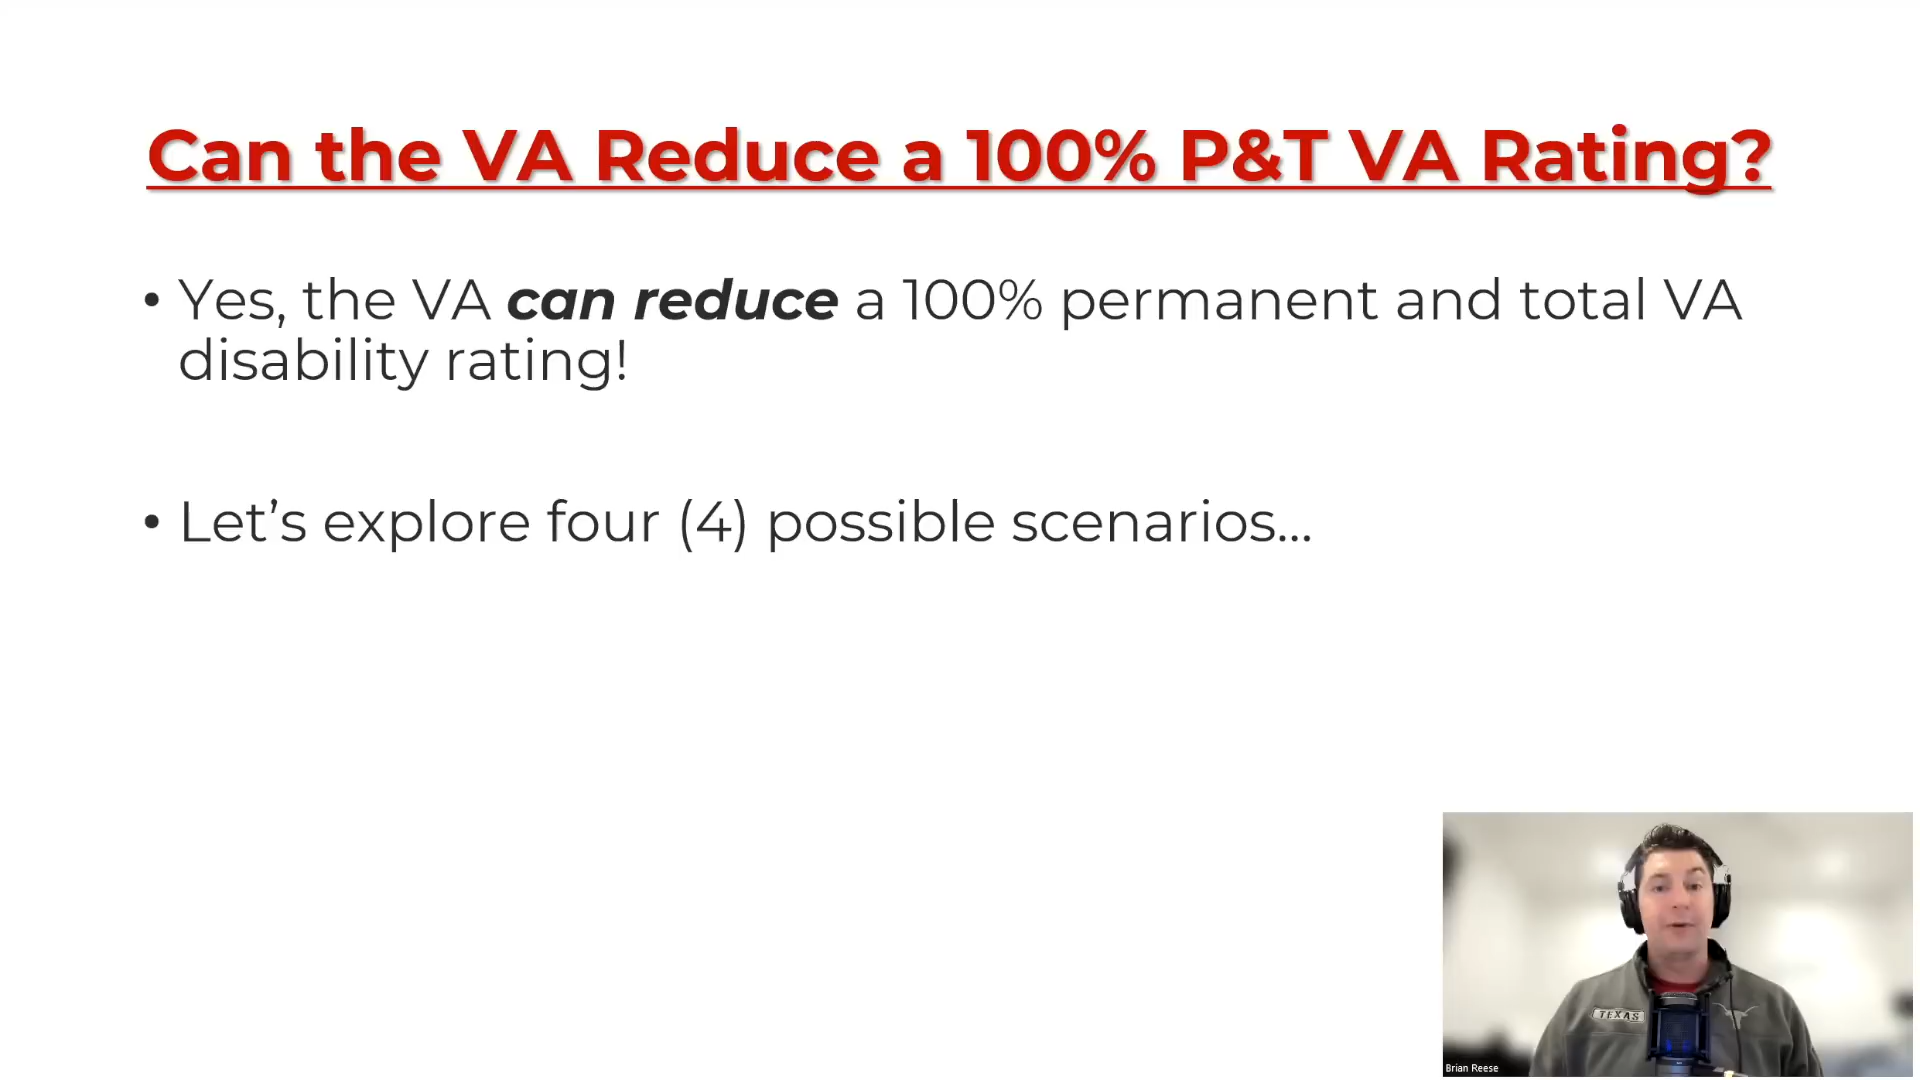 Can the VA Reduce a 100% P&T VA Rating?
• Yes, the VA can reduce a 100% permanent and total VA
disability rating!
• Let’s explore four (4) possible scenarios...
TEXAS
Brian Reese